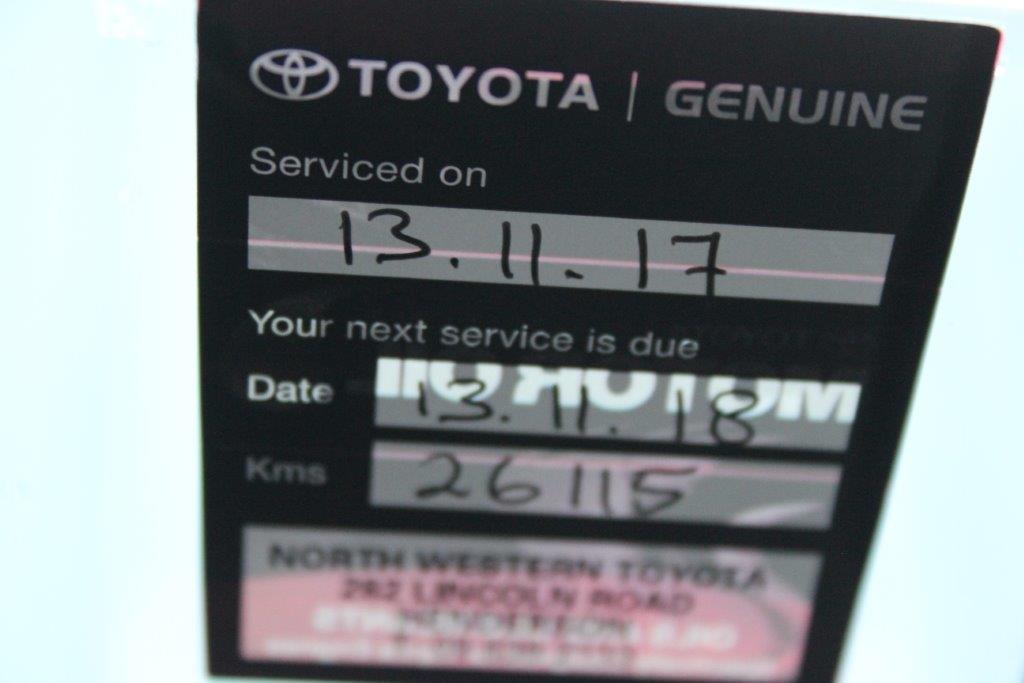 TOYOTA | GENUINE
Serviced on
13.11.17
Your next service is due
Date 13.11.18
Kms 26115
NORTH WESTERN TOYOTA
282 LINCOLN ROAD
HENDERSON